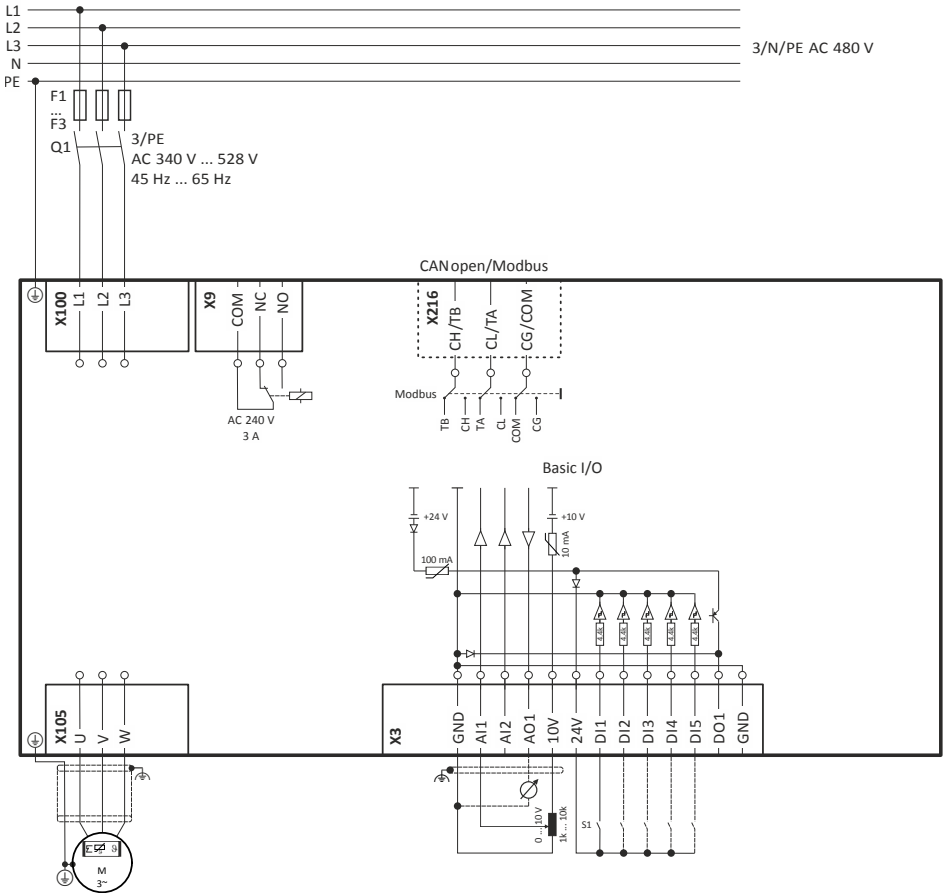 L1
L2
L3
N
PE
3/N/PE AC 480 V
F1
...
F3
Q1
3/PE
AC 340 V ... 528 V
45 Hz ... 65 Hz
CANopen/Modbus
X100
L1
L2
L3
X9
COM
NC
NO
X216
CH/TB
CL/TA
CG/COM
AC 240 V
3 A
Modbus
TB
CH
TA
CL
COM
CG
Basic I/O
+24 V
+10 V
10 mA
100 mA
4.4k
4.4k
4.4k
4.4k
4.4k
X105
U
V
W
X3
GND
AI1
AI2
AO1
10V
24V
DI1
DI2
DI3
DI4
DI5
DO1
GND
0 ... 10 V
1k ... 10k
S1
M
3~